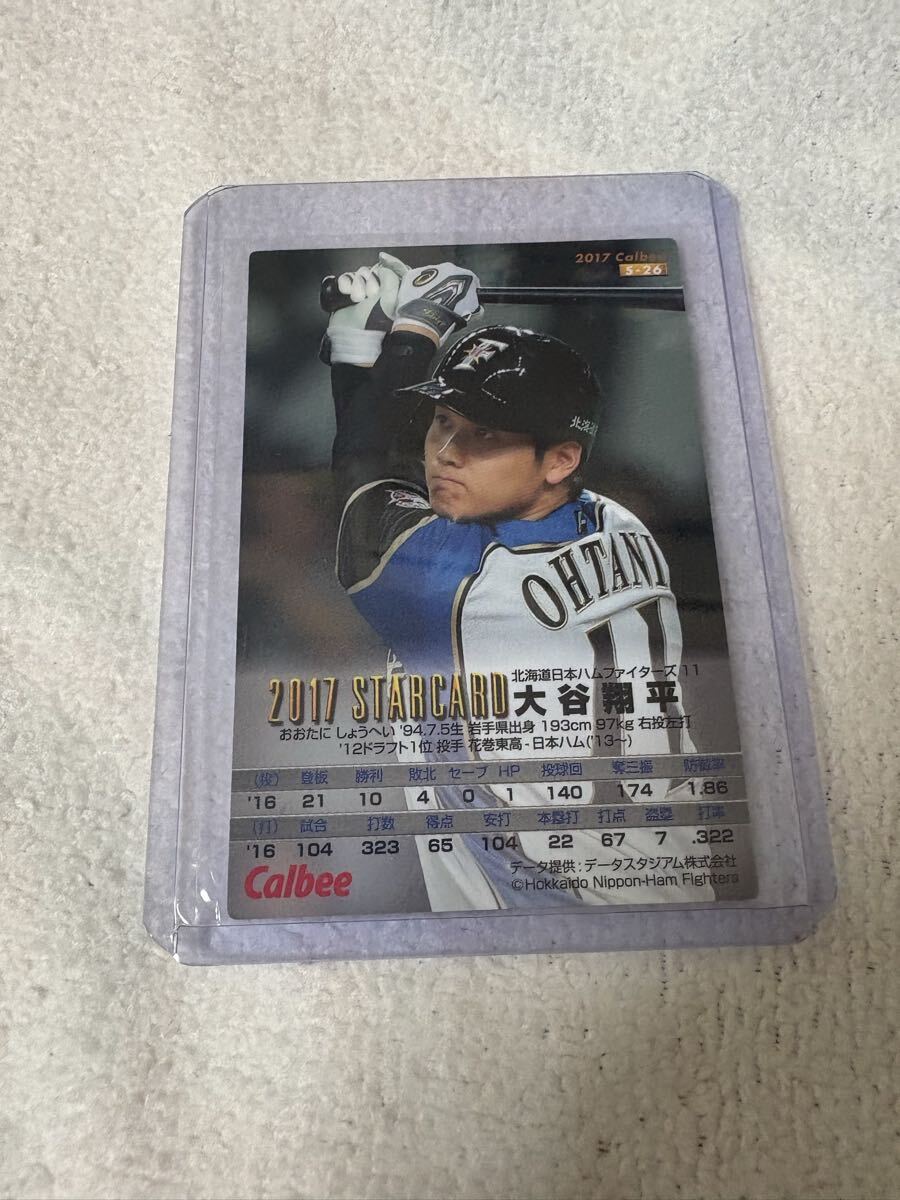 2017 Calbee
S-26
F
北海道
OHTANI
11
北海道日本ハムファイターズ 11
2017 STARCARD 大谷翔平
おおたに しょうへい '94.7.5生 岩手県出身 193cm 97kg 右投左打
'12ドラフト1位 投手 花巻東高 - 日本ハム('13〜)
(投) 登板 勝利 敗北 セーブ HP 投球回 奪三振 防御率
'16 21 10 4 0 1 140 174 1.86
(打) 試合 打数 得点 安打 本塁打 打点 盗塁 打率
'16 104 323 65 104 22 67 7 .322
Calbee
データ提供：データスタジアム株式会社
©Hokkaido Nippon-Ham Fighters